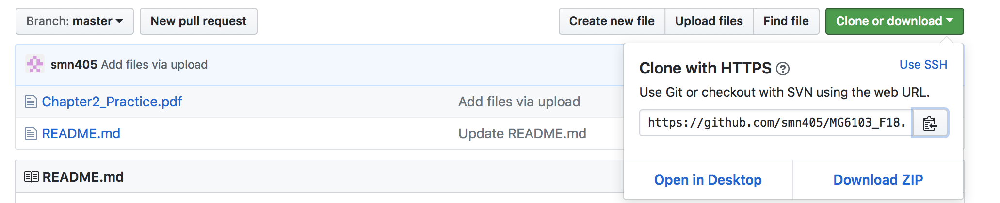 Branch: master New pull request Create new file Upload files Find file Clone or download
smn405 Add files via upload
Clone with HTTPS ? Use SSH
Use Git or checkout with SVN using the web URL.
Chapter2_Practice.pdf Add files via upload
https://github.com/smn405/MG6103_F18.
README.md Update README.md
README.md
Open in Desktop Download ZIP